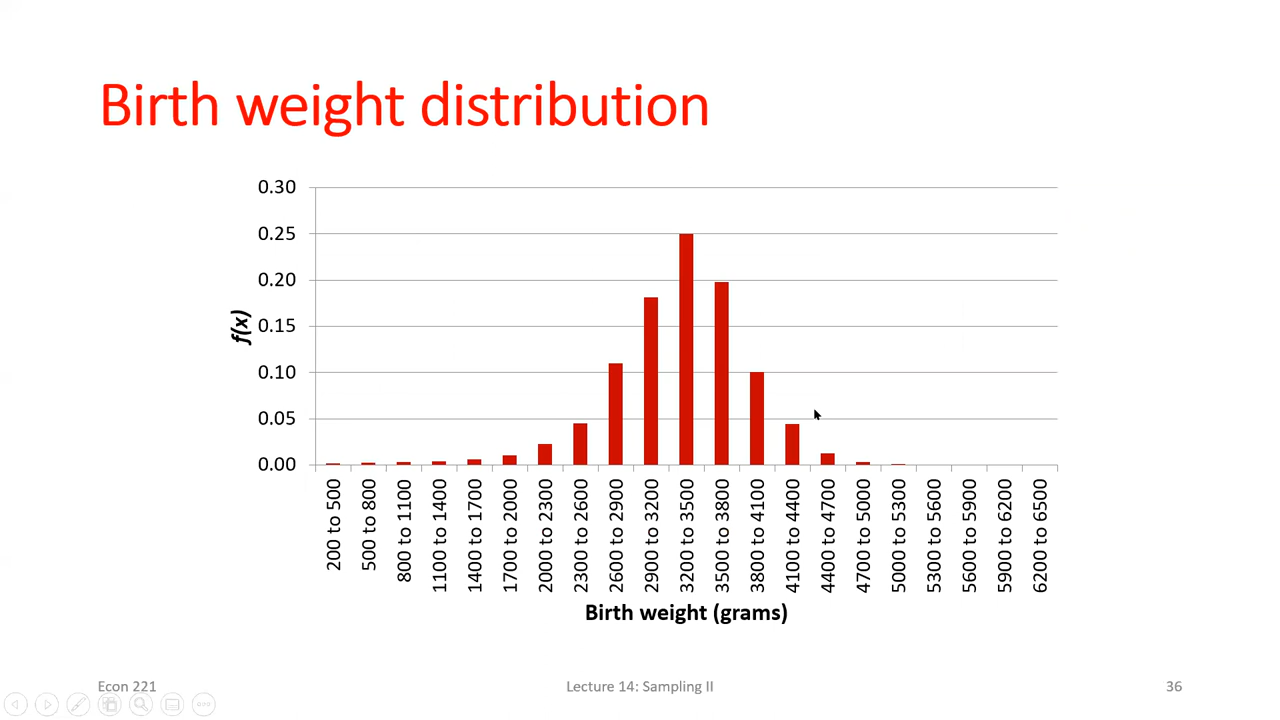 Birth weight distribution
0.30
0.25
0.20
0.15
0.10
0.05
0.00
f(x)
200 to 500
500 to 800
800 to 1100
1100 to 1400
1400 to 1700
1700 to 2000
2000 to 2300
2300 to 2600
2600 to 2900
2900 to 3200
3200 to 3500
3500 to 3800
3800 to 4100
4100 to 4400
4400 to 4700
4700 to 5000
5000 to 5300
5300 to 5600
5600 to 5900
5900 to 6200
6200 to 6500
Birth weight (grams)
Econ 221
Lecture 14: Sampling II
36